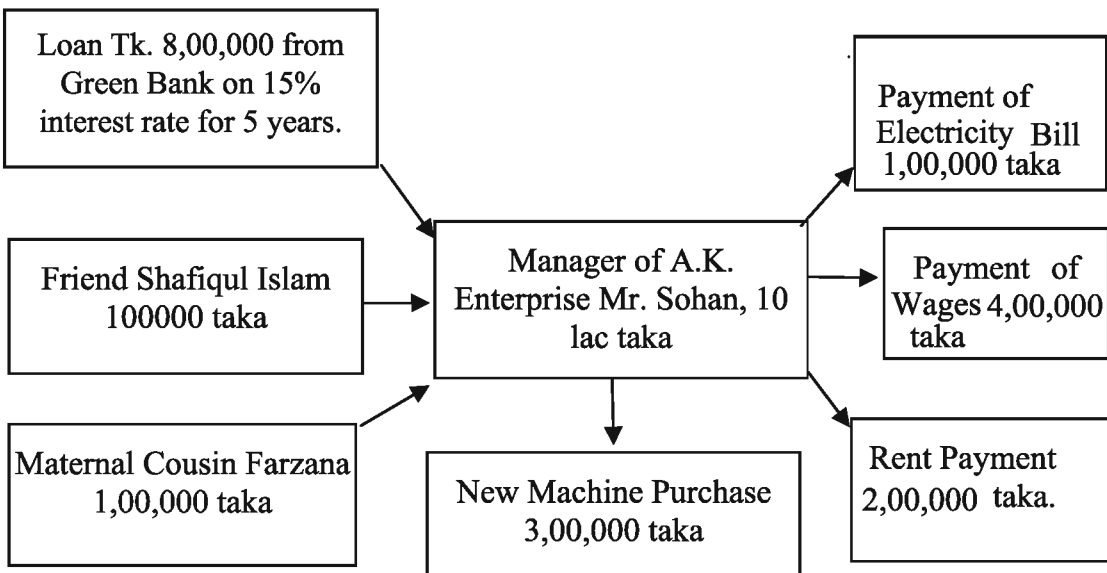 Loan Tk. 8,00,000 from
Green Bank on 15%
interest rate for 5 years.
Friend Shafiqul Islam
100000 taka
Maternal Cousin Farzana
1,00,000 taka
Manager of A.K.
Enterprise Mr. Sohan, 10
lac taka
New Machine Purchase
3,00,000 taka
Payment of
Electricity Bill
1,00,000 taka
Payment of
Wages 4,00,000
taka
Rent Payment
2,00,000 taka.